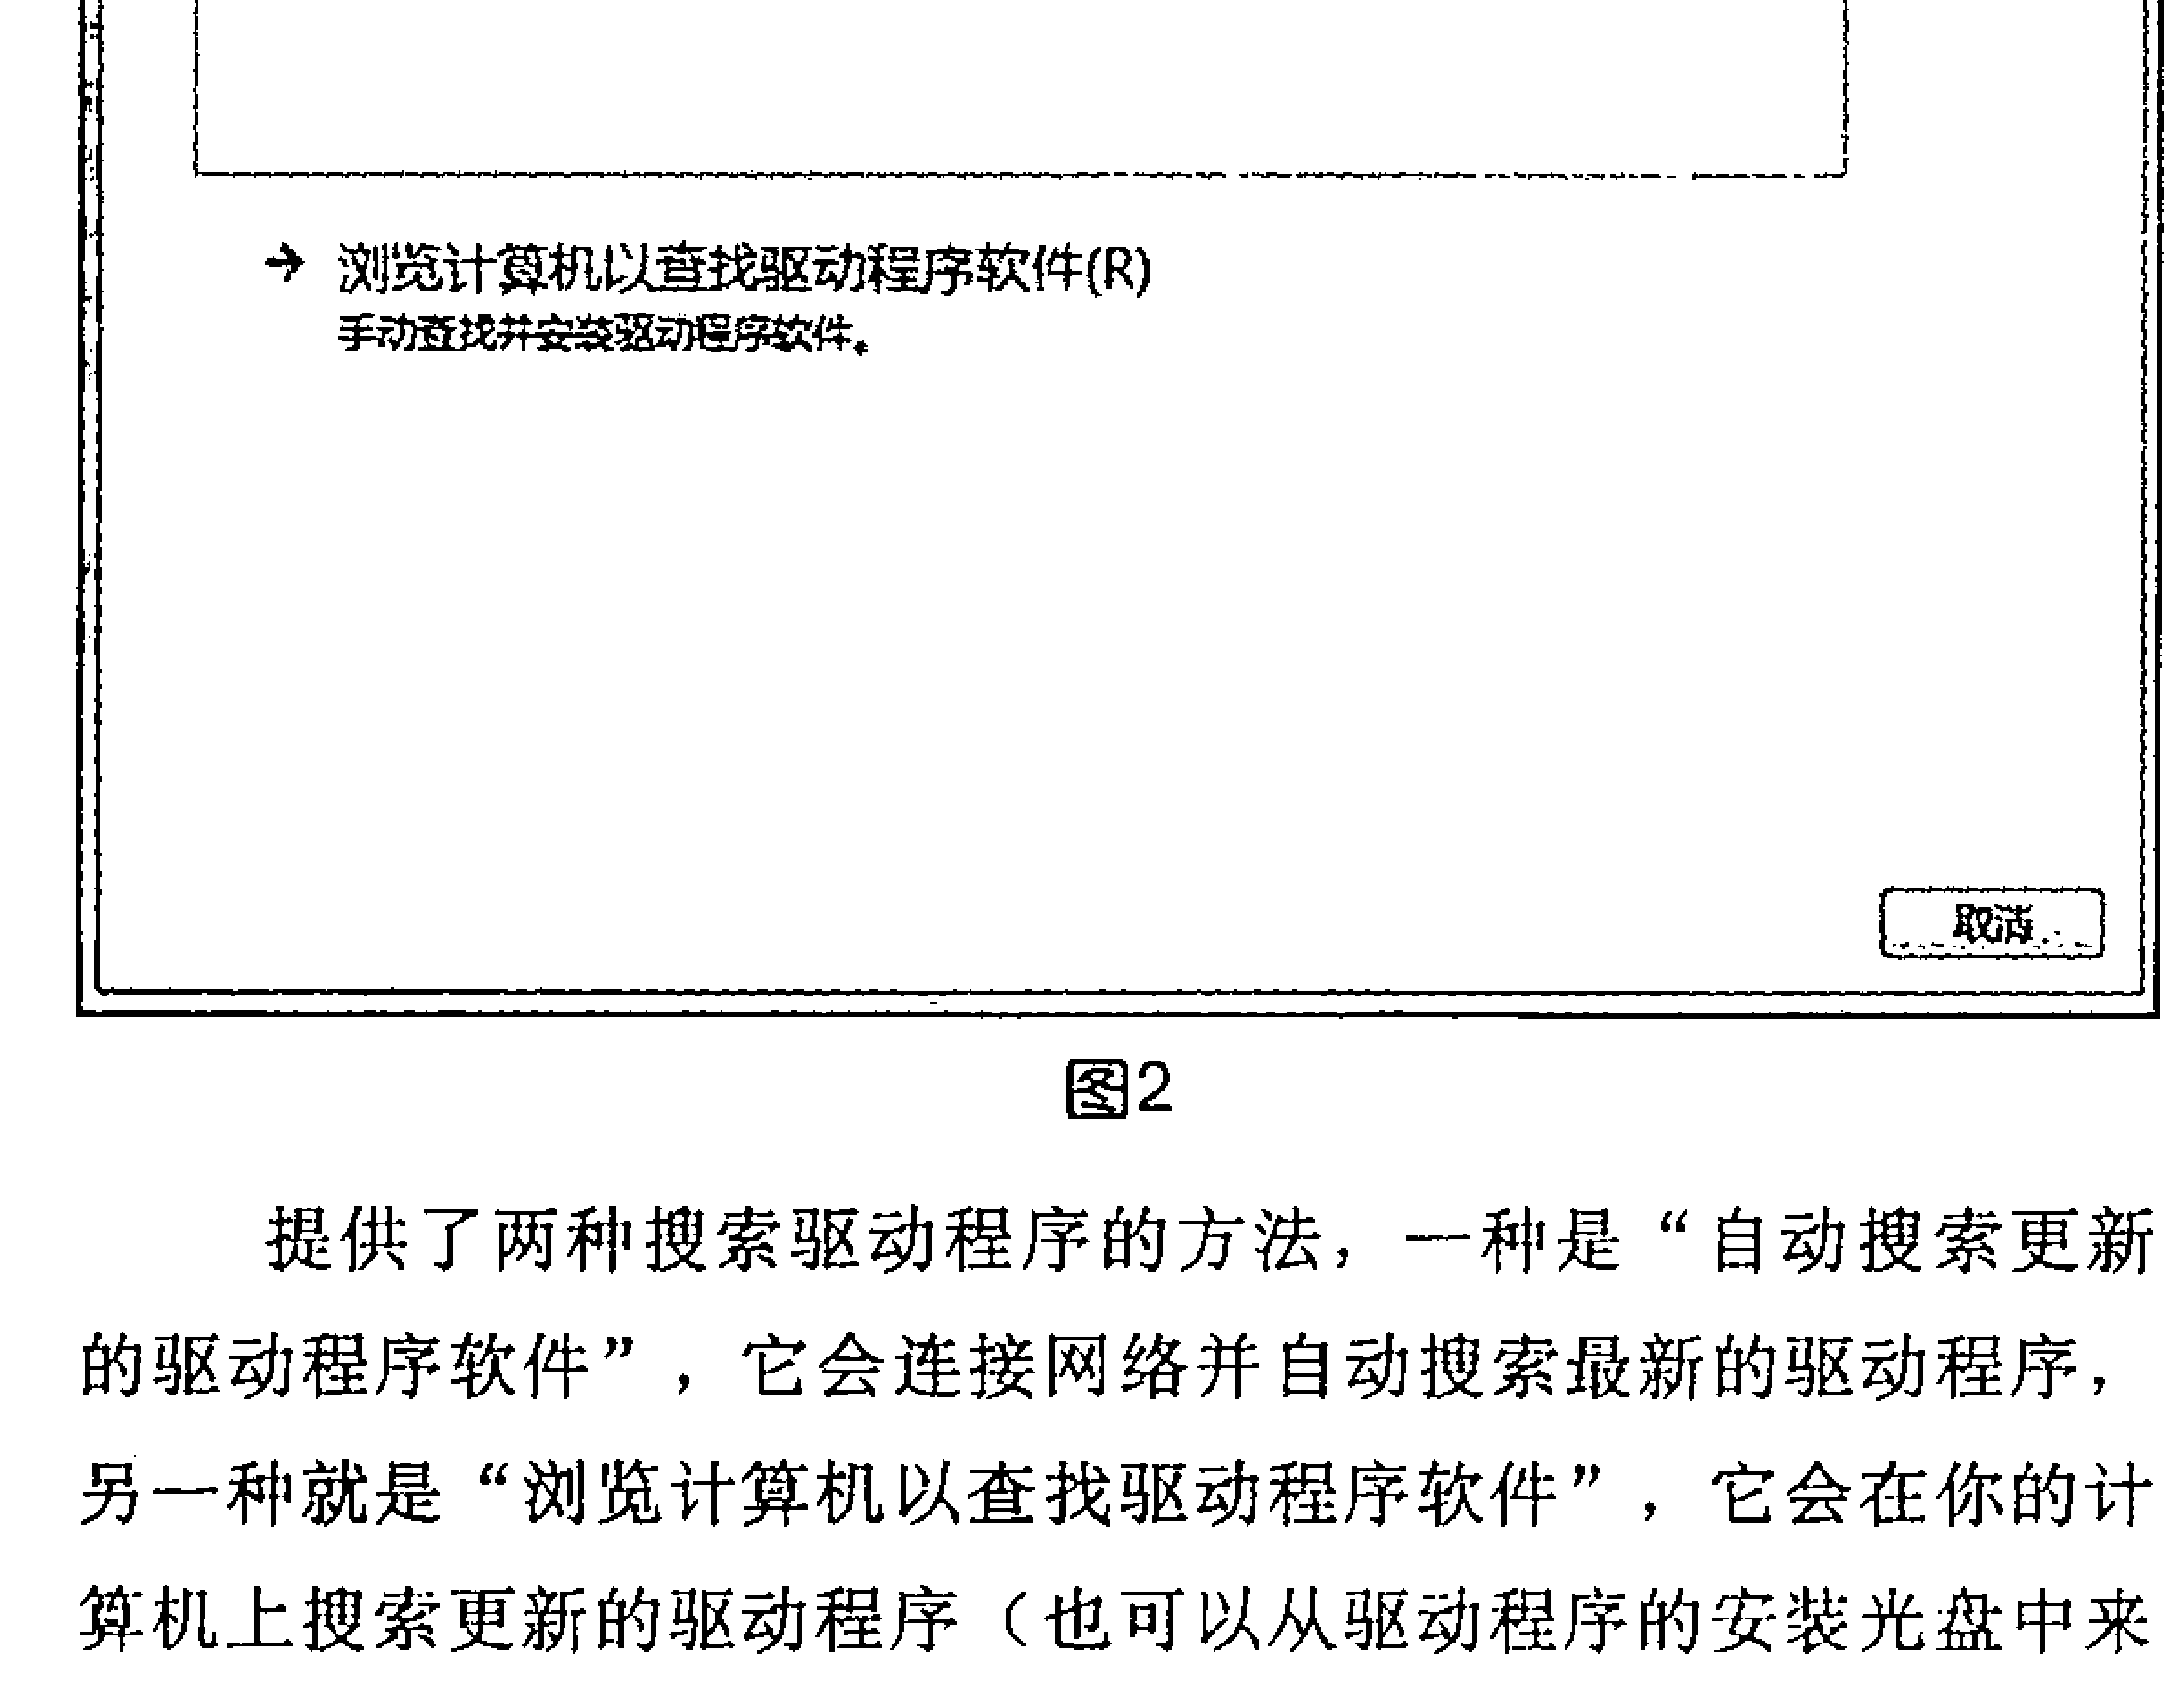 → 浏览计算机以查找驱动程序软件(R)
手动查找并安装驱动程序软件。
取消
图2
提供了两种搜索驱动程序的方法，一种是“自动搜索更新
的驱动程序软件”，它会连接网络并自动搜索最新的驱动程序，
另一种就是“浏览计算机以查找驱动程序软件”，它会在你的计
算机上搜索更新的驱动程序（也可以从驱动程序的安装光盘中来